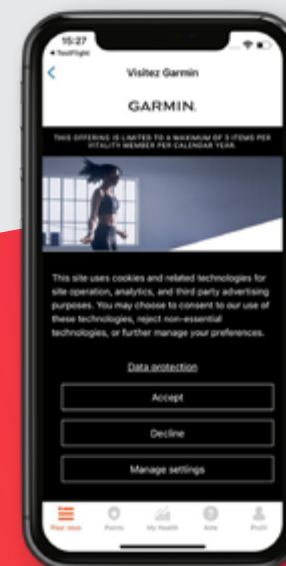 15:27
◀ TestFlight
Visitez Garmin
GARMIN.
THIS OFFERING IS LIMITED TO A MAXIMUM OF 3 ITEMS PER
VITALITY MEMBER PER CALENDAR YEAR.
This site uses cookies and related technologies for
site operation, analytics, and third party advertising
purposes. You may choose to consent to our use of
these technologies, reject non-essential
technologies, or further manage your preferences.
Data protection
Accept
Decline
Manage settings
Pour vous Points My Health Aide Profil